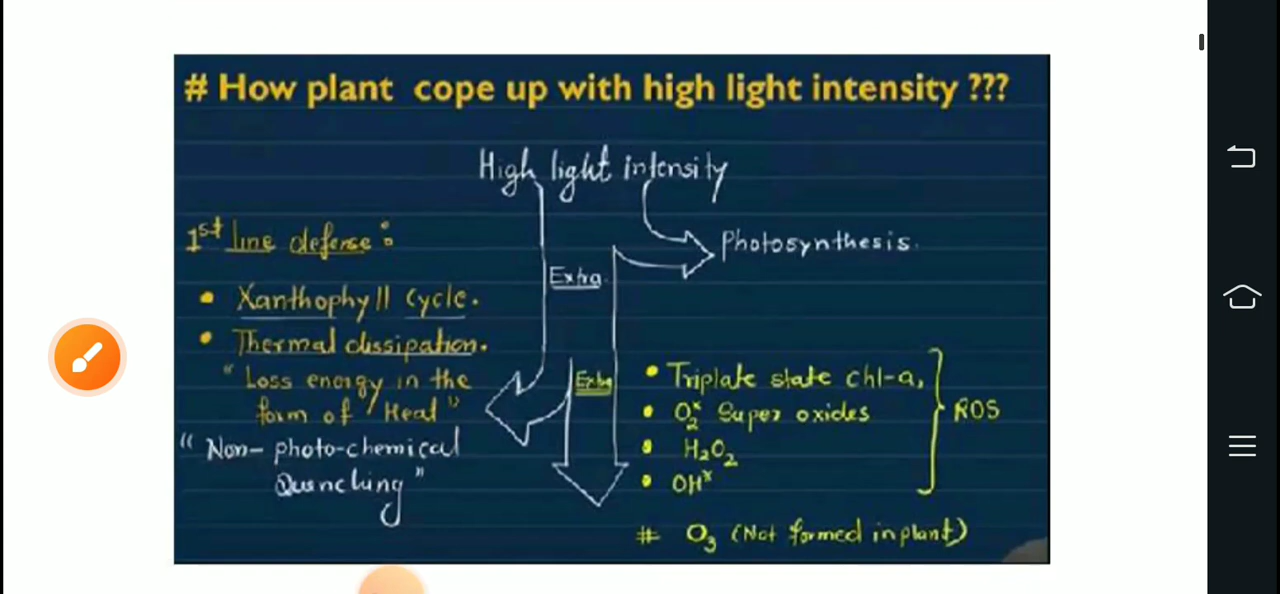 # How plant cope up with high light intensity ???
High light intensity
1st line defense :
Photosynthesis.
Extra
• Xanthophyll cycle.
• Thermal dissipation.
"Loss energy in the
form of Heat"
"Non-photo-chemical
Quenching"
Extra
• Triplate state chl-a,
• O2* Super oxides
• H2O2
• OH*
ROS
# O3 (Not formed in plant)